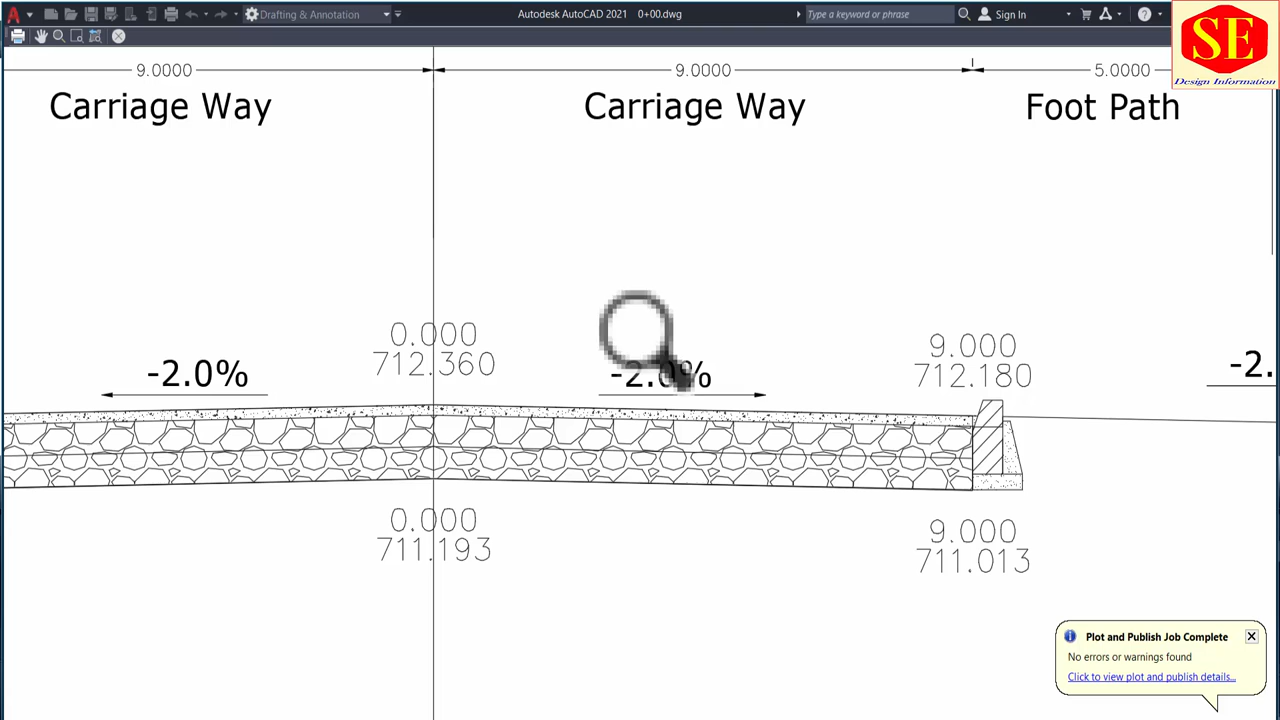 Drafting & Annotation
Autodesk AutoCAD 2021 0+00.dwg
Type a keyword or phrase
Sign In
SE
Design Information
9.0000
9.0000
5.0000
Carriage Way
Carriage Way
Foot Path
0.000
712.360
9.000
712.180
-2.0%
-2.0%
-2.
0.000
711.193
9.000
711.013
Plot and Publish Job Complete
No errors or warnings found
Click to view plot and publish details...